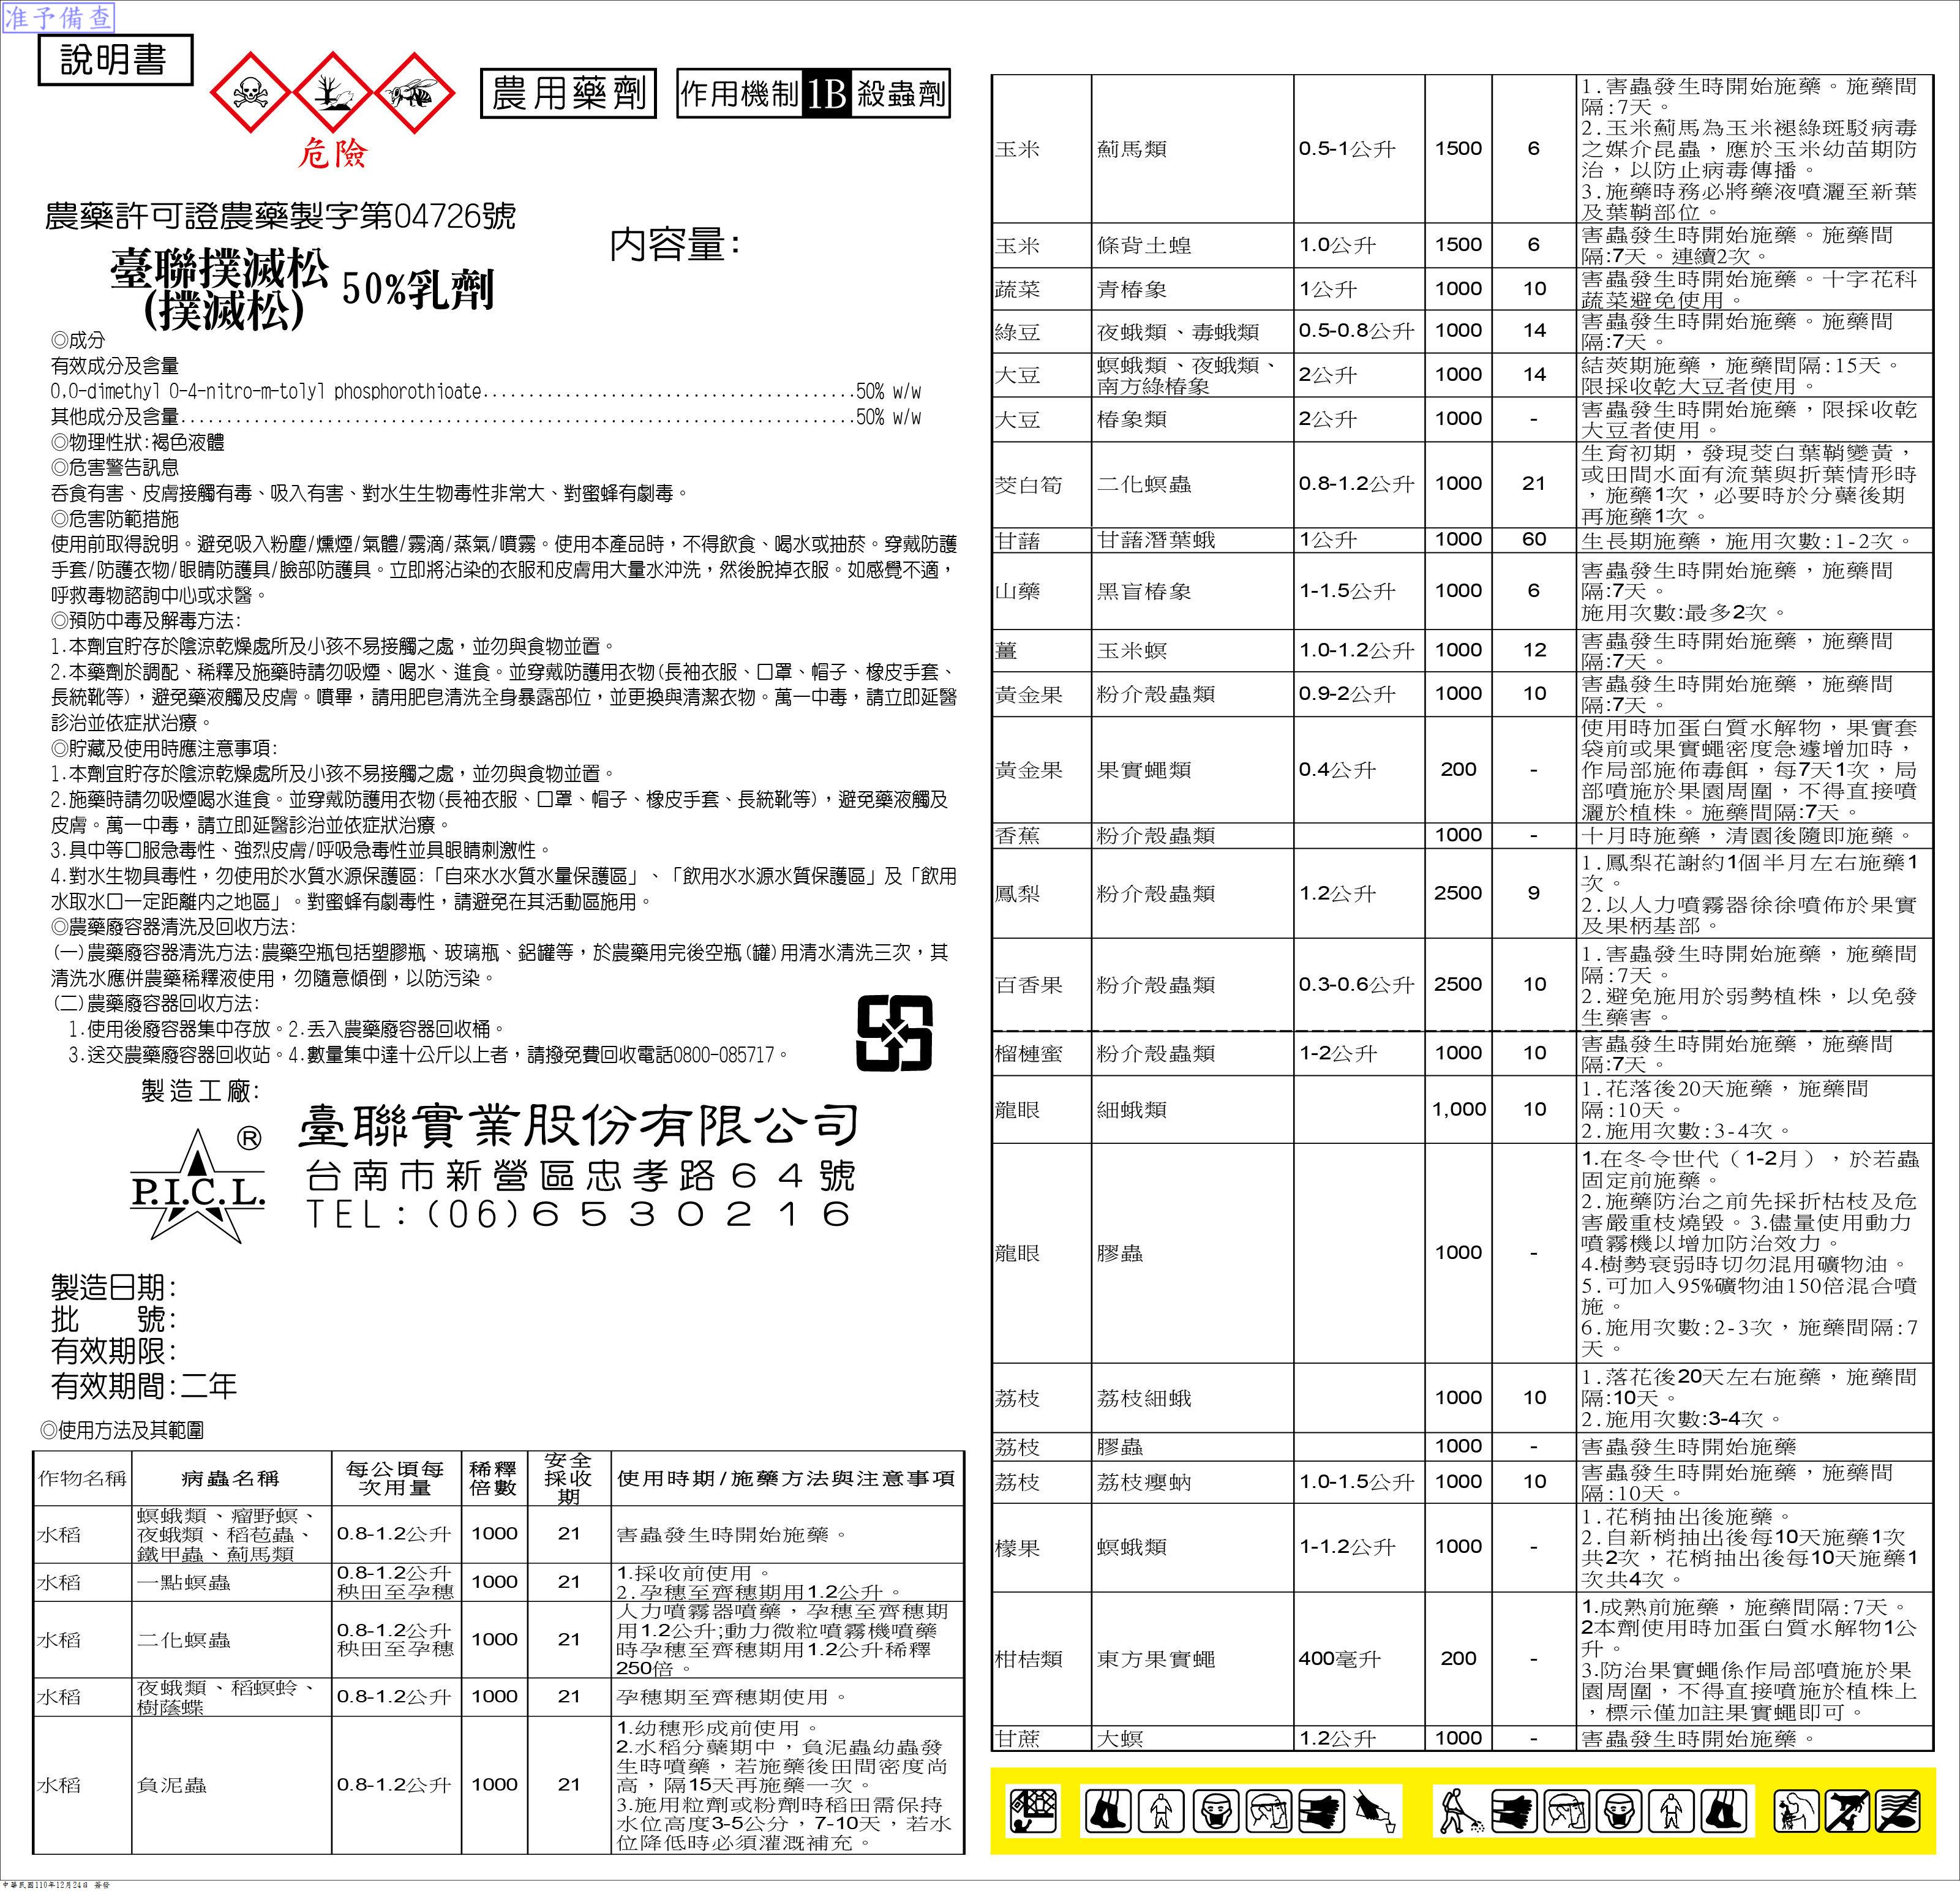 准予備查
說明書
危險
農用藥劑
作用機制 1B 殺蟲劑
農藥許可證農藥製字第04726號
內容量:
臺聯撲滅松
(撲滅松)
50%乳劑
◎成分
有效成分及含量
O,O-dimethyl O-4-nitro-m-tolyl phosphorothioate..........................................50% w/w
其他成分及含量............................................................................50% w/w
◎物理性狀:褐色液體
◎危害警告訊息
吞食有害、皮膚接觸有毒、吸入有害、對水生生物毒性非常大、對蜜蜂有劇毒。
◎危害防範措施
使用前取得說明。避免吸入粉塵/燻煙/氣體/霧滴/蒸氣/噴霧。使用本產品時，不得飲食、喝水或抽菸。穿戴防護
手套/防護衣物/眼睛防護具/臉部防護具。立即將沾染的衣服和皮膚用大量水沖洗，然後脫掉衣服。如感覺不適，
呼救毒物諮詢中心或求醫。
◎預防中毒及解毒方法:
1.本劑宜貯存於陰涼乾燥處所及小孩不易接觸之處，並勿與食物並置。
2.本藥劑於調配、稀釋及施藥時請勿吸煙、喝水、進食。並穿戴防護用衣物(長袖衣服、口罩、帽子、橡皮手套、
長統靴等)，避免藥液觸及皮膚。噴畢，請用肥皂清洗全身暴露部位，並更換與清潔衣物。萬一中毒，請立即延醫
診治並依症狀治療。
◎貯藏及使用時應注意事項:
1.本劑宜貯存於陰涼乾燥處所及小孩不易接觸之處，並勿與食物並置。
2.施藥時請勿吸煙喝水進食。並穿戴防護用衣物(長袖衣服、口罩、帽子、橡皮手套、長統靴等)，避免藥液觸及
皮膚。萬一中毒，請立即延醫診治並依症狀治療。
3.具中等口服急毒性、強烈皮膚/呼吸急毒性並具眼睛刺激性。
4.對水生物具毒性，勿使用於水質水源保護區:「自來水水質水量保護區」、「飲用水水源水質保護區」及「飲用
水取水口一定距離內之地區」。對蜜蜂有劇毒性，請避免在其活動區施用。
◎農藥廢容器清洗及回收方法:
(一)農藥廢容器清洗方法:農藥空瓶包括塑膠瓶、玻璃瓶、鋁罐等，於農藥用完後空瓶(罐)用清水清洗三次，其
清洗水應併農藥稀釋液使用，勿隨意傾倒，以防污染。
(二)農藥廢容器回收方法:
1.使用後廢容器集中存放。2.丟入農藥廢容器回收桶。
3.送交農藥廢容器回收站。4.數量集中達十公斤以上者，請撥免費回收電話0800-085717。
製造工廠:
®
P.I.C.L.
臺聯實業股份有限公司
台南市新營區忠孝路64號
TEL:(06)6530216
製造日期:
批　號:
有效期限:
有效期間:二年
◎使用方法及其範圍
作物名稱 病蟲名稱 每公頃每次用量 稀釋倍數 安全採收期 使用時期/施藥方法與注意事項
水稻 螟蛾類、瘤野螟、夜蛾類、稻苞蟲、鐵甲蟲、薊馬類 0.8-1.2公升 1000 21 害蟲發生時開始施藥。
水稻 一點螟蟲 0.8-1.2公升 秧田至孕穗 1000 21 1.採收前使用。
2.孕穗至齊穗期用1.2公升。
水稻 二化螟蟲 0.8-1.2公升 秧田至孕穗 1000 21 人力噴霧器噴藥，孕穗至齊穗期
用1.2公升;動力微粒噴霧機噴藥
時孕穗至齊穗期用1.2公升稀釋
250倍。
水稻 夜蛾類、稻螟蛉、樹蔭蝶 0.8-1.2公升 1000 21 孕穗期至齊穗期使用。
水稻 負泥蟲 0.8-1.2公升 1000 21 1.幼穗形成前使用。
2.水稻分蘗期中，負泥蟲幼蟲發
生時噴藥，若施藥後田間密度尚
高，隔15天再施藥一次。
3.施用粒劑或粉劑時稻田需保持
水位高度3-5公分，7-10天，若水
位降低時必須灌溉補充。
玉米 薊馬類 0.5-1公升 1500 6 1.害蟲發生時開始施藥。施藥間
隔:7天。
2.玉米薊馬為玉米褪綠斑駁病毒
之媒介昆蟲，應於玉米幼苗期防
治，以防止病毒傳播。
3.施藥時務必將藥液噴灑至新葉
及葉鞘部位。
玉米 條背土蝗 1.0公升 1500 6 害蟲發生時開始施藥。施藥間
隔:7天。連續2次。
蔬菜 青椿象 1公升 1000 10 害蟲發生時開始施藥。十字花科
蔬菜避免使用。
綠豆 夜蛾類、毒蛾類 0.5-0.8公升 1000 14 害蟲發生時開始施藥。施藥間
隔:7天。
大豆 螟蛾類、夜蛾類、南方綠椿象 2公升 1000 14 結莢期施藥，施藥間隔:15天。
限採收乾大豆者使用。
大豆 椿象類 2公升 1000 - 害蟲發生時開始施藥，限採收乾
大豆者使用。
茭白筍 二化螟蟲 0.8-1.2公升 1000 21 生育初期，發現茭白葉鞘變黃，
或田間水面有流葉與折葉情形時
，施藥1次，必要時於分蘗後期
再施藥1次。
甘藷 甘藷潛葉蛾 1公升 1000 60 生長期施藥，施用次數:1-2次。
山藥 黑盲椿象 1-1.5公升 1000 6 害蟲發生時開始施藥，施藥間
隔:7天。
施用次數:最多2次。
薑 玉米螟 1.0-1.2公升 1000 12 害蟲發生時開始施藥，施藥間
隔:7天。
黃金果 粉介殼蟲類 0.9-2公升 1000 10 害蟲發生時開始施藥，施藥間
隔:7天。
黃金果 果實蠅類 0.4公升 200 - 使用時加蛋白質水解物，果實套
袋前或果實蠅密度急遽增加時，
作局部施佈毒餌，每7天1次，局
部噴施於果園周圍，不得直接噴
灑於植株。施藥間隔:7天。
香蕉 粉介殼蟲類 1000 - 十月時施藥，清園後隨即施藥。
鳳梨 粉介殼蟲類 1.2公升 2500 9 1.鳳梨花謝約1個半月左右施藥1
次。
2.以人力噴霧器徐徐噴佈於果實
及果柄基部。
百香果 粉介殼蟲類 0.3-0.6公升 2500 10 1.害蟲發生時開始施藥，施藥間
隔:7天。
2.避免施用於弱勢植株，以免發
生藥害。
榴槤蜜 粉介殼蟲類 1-2公升 1000 10 害蟲發生時開始施藥，施藥間
隔:7天。
龍眼 細蛾類 1,000 10 1.花落後20天施藥，施藥間
隔:10天。
2.施用次數:3-4次。
龍眼 膠蟲 1000 - 1.在冬令世代（1-2月），於若蟲
固定前施藥。
2.施藥防治之前先採折枯枝及危
害嚴重枝燒毀。3.儘量使用動力
噴霧機以增加防治效力。
4.樹勢衰弱時切勿混用礦物油。
5.可加入95%礦物油150倍混合噴
施。
6.施用次數:2-3次，施藥間隔:7
天。
荔枝 荔枝細蛾 1000 10 1.落花後20天左右施藥，施藥間
隔:10天。
2.施用次數:3-4次。
荔枝 膠蟲 1000 - 害蟲發生時開始施藥
荔枝 荔枝癭蚋 1.0-1.5公升 1000 10 害蟲發生時開始施藥，施藥間
隔:10天。
檬果 螟蛾類 1-1.2公升 1000 - 1.花梢抽出後施藥。
2.自新梢抽出後每10天施藥1次
共2次，花梢抽出後每10天施藥1
次共4次。
柑桔類 東方果實蠅 400毫升 200 - 1.成熟前施藥，施藥間隔:7天。
2本劑使用時加蛋白質水解物1公
升。
3.防治果實蠅係作局部噴施於果
園周圍，不得直接噴施於植株上
，標示僅加註果實蠅即可。
甘蔗 大螟 1.2公升 1000 - 害蟲發生時開始施藥。
中華民國110年12月24日 簽發